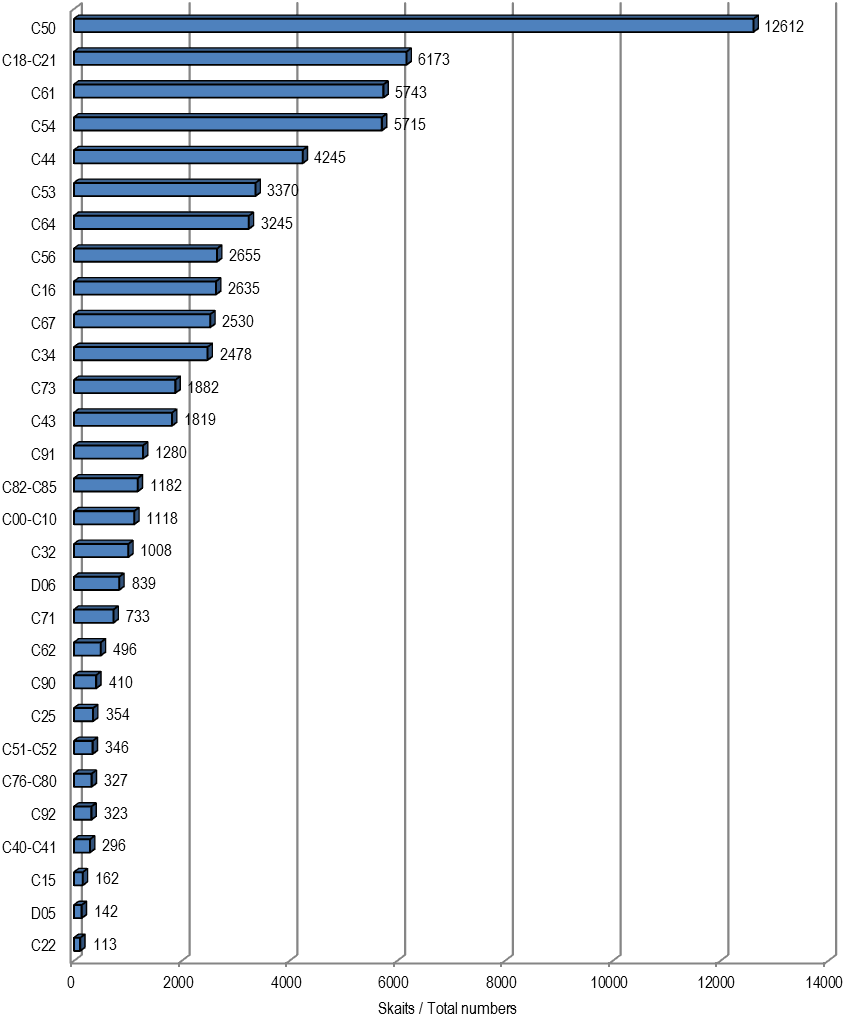 C50 12612
C18-C21 6173
C61 5743
C54 5715
C44 4245
C53 3370
C64 3245
C56 2655
C16 2635
C67 2530
C34 2478
C73 1882
C43 1819
C91 1280
C82-C85 1182
C00-C10 1118
C32 1008
D06 839
C71 733
C62 496
C90 410
C25 354
C51-C52 346
C76-C80 327
C92 323
C40-C41 296
C15 162
D05 142
C22 113
0 2000 4000 6000 8000 10000 12000 14000
Skaits / Total numbers